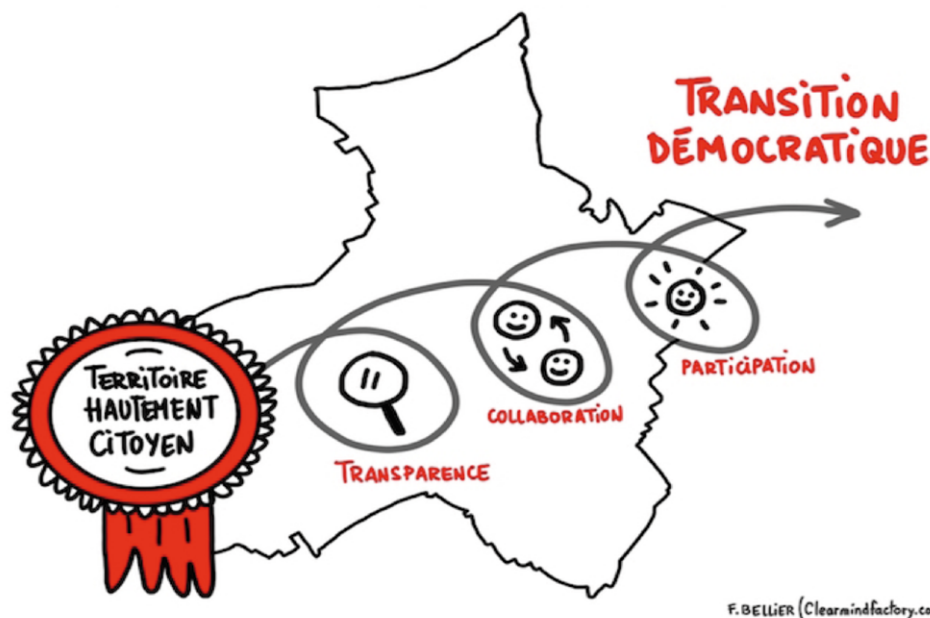 TRANSITION
DÉMOCRATIQUE
TERRITOIRE
HAUTEMENT
CITOYEN
TRANSPARENCE
COLLABORATION
PARTICIPATION
F. BELLIER (Clearmindfactory.co